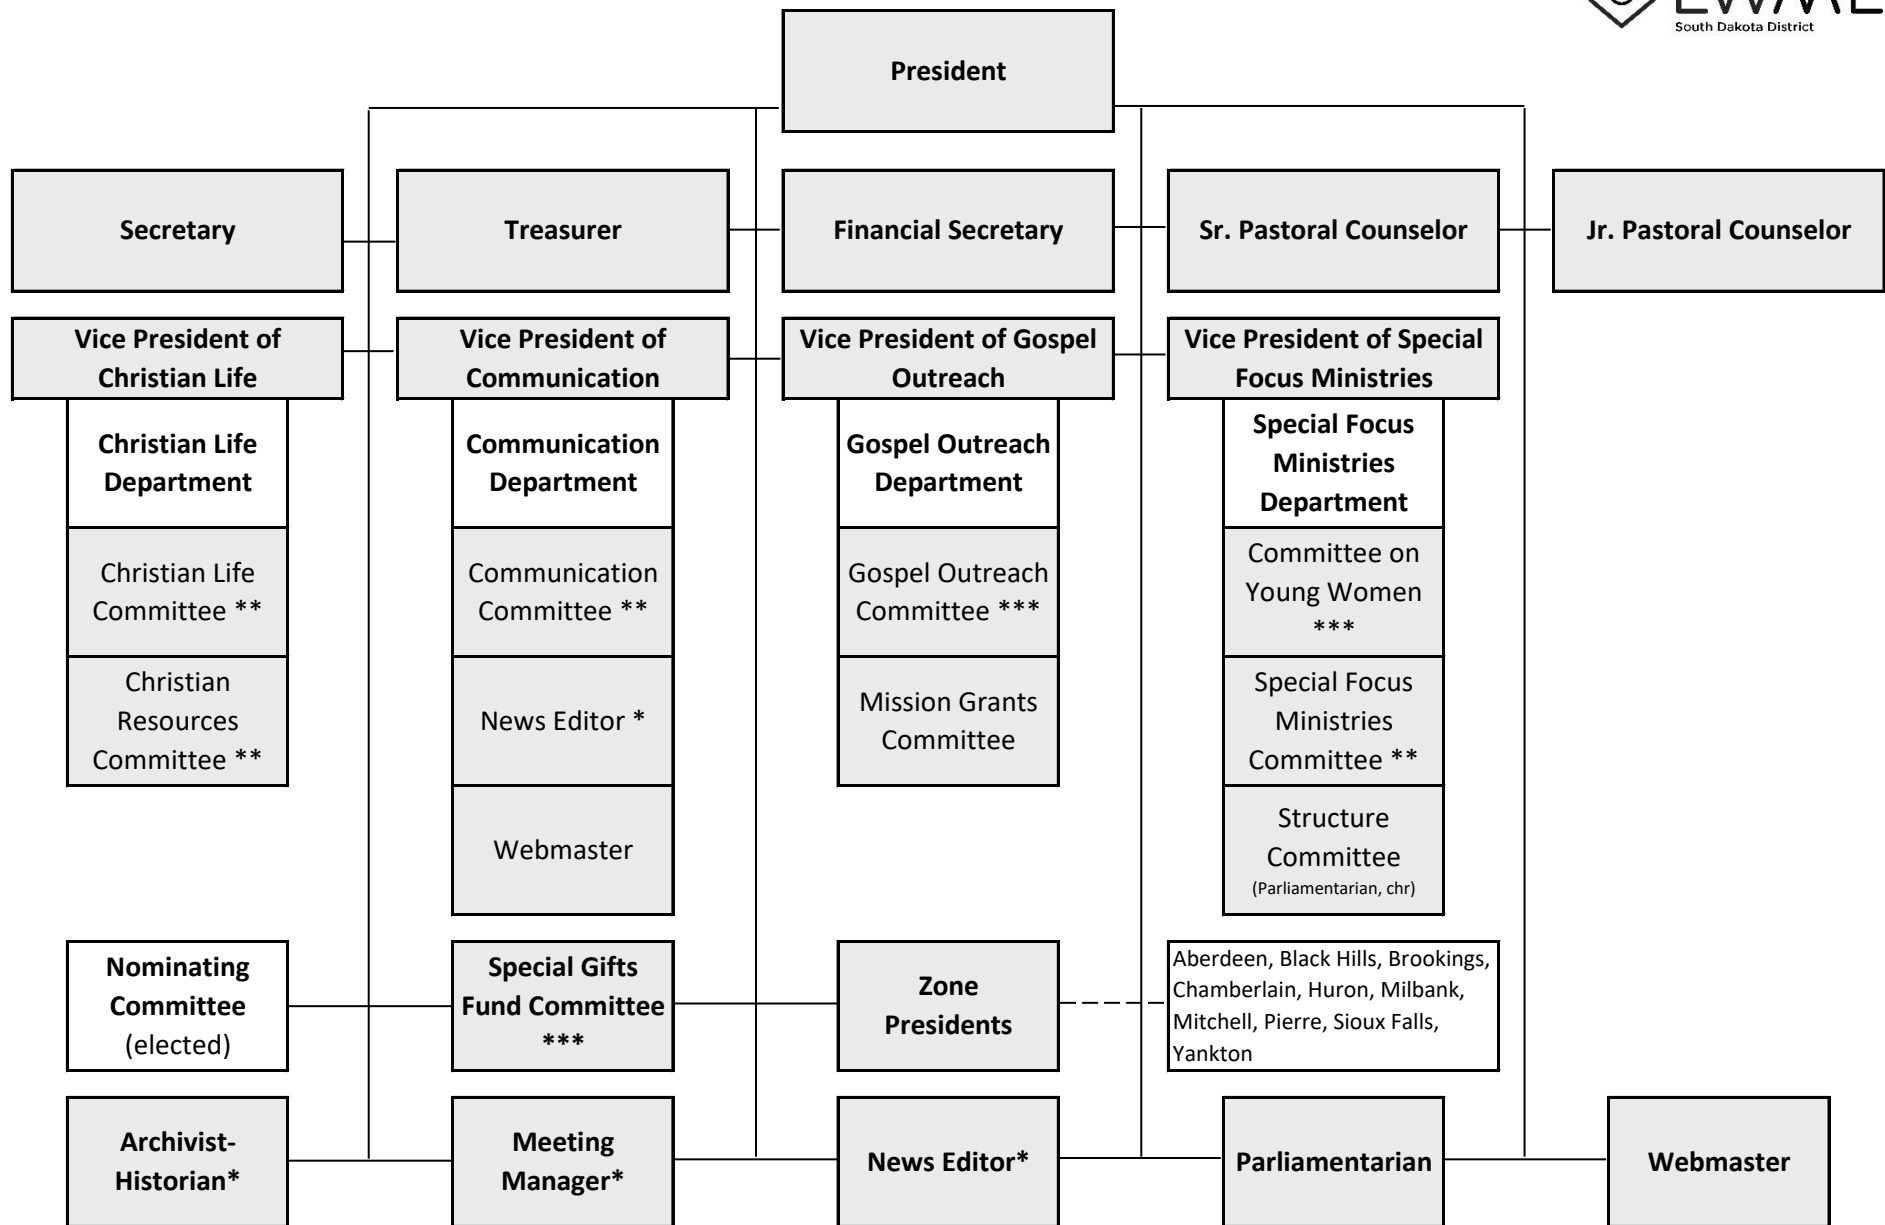 LWML
South Dakota District
President
Secretary
Treasurer
Financial Secretary
Sr. Pastoral Counselor
Jr. Pastoral Counselor
Vice President of
Christian Life
Vice President of
Communication
Vice President of Gospel
Outreach
Vice President of Special
Focus Ministries
Christian Life
Department
Communication
Department
Gospel Outreach
Department
Special Focus
Ministries
Department
Christian Life
Committee **
Communication
Committee **
Gospel Outreach
Committee ***
Committee on
Young Women
***
Christian
Resources
Committee **
News Editor *
Mission Grants
Committee
Special Focus
Ministries
Committee **
Webmaster
Structure
Committee
(Parliamentarian, chr)
Nominating
Committee
(elected)
Special Gifts
Fund Committee
***
Zone
Presidents
Aberdeen, Black Hills, Brookings,
Chamberlain, Huron, Milbank,
Mitchell, Pierre, Sioux Falls,
Yankton
Archivist-
Historian*
Meeting
Manager*
News Editor*
Parliamentarian
Webmaster